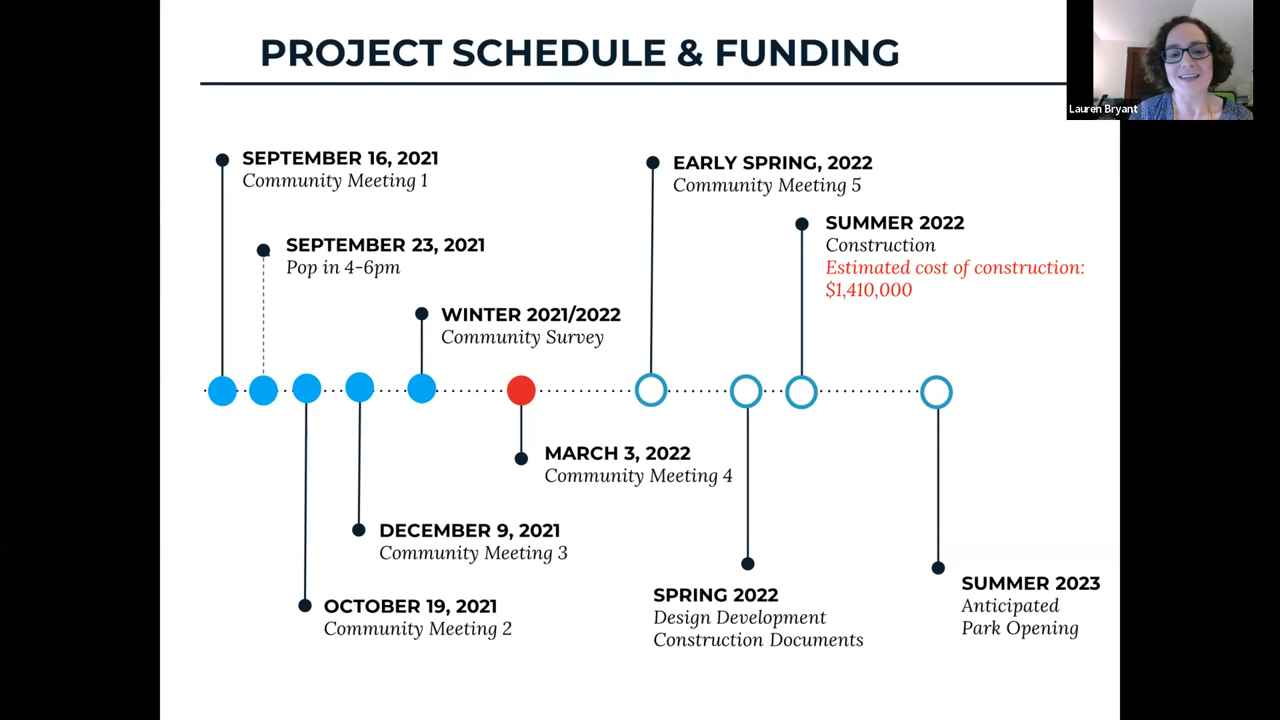 PROJECT SCHEDULE & FUNDING
Lauren Bryant
SEPTEMBER 16, 2021
Community Meeting 1
EARLY SPRING, 2022
Community Meeting 5
SEPTEMBER 23, 2021
Pop in 4-6pm
SUMMER 2022
Construction
Estimated cost of construction:
$1,410,000
WINTER 2021/2022
Community Survey
MARCH 3, 2022
Community Meeting 4
DECEMBER 9, 2021
Community Meeting 3
OCTOBER 19, 2021
Community Meeting 2
SPRING 2022
Design Development
Construction Documents
SUMMER 2023
Anticipated
Park Opening